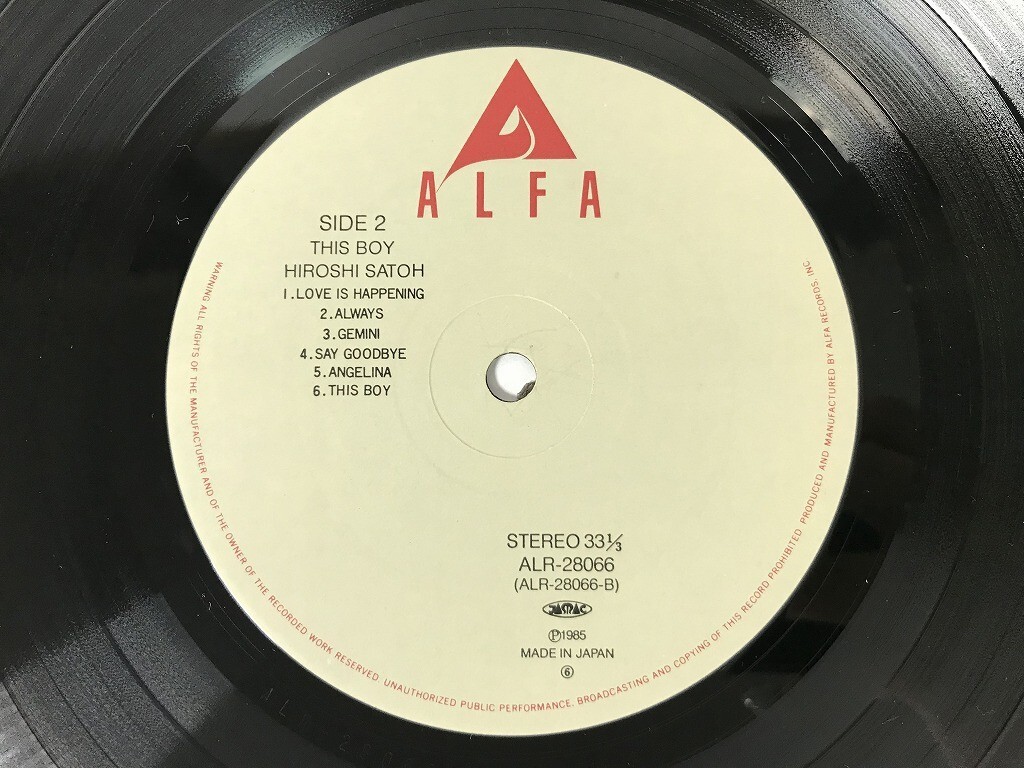 ALFA
SIDE 2
THIS BOY
HIROSHI SATOH
1.LOVE IS HAPPENING
2.ALWAYS
3.GEMINI
4.SAY GOODBYE
5.ANGELINA
6.THIS BOY
STEREO 33⅓
ALR-28066
(ALR-28066-B)
JASRAC
Ⓟ1985
MADE IN JAPAN
⑥
WARNING ALL RIGHTS OF THE MANUFACTURER AND OF THE OWNER OF THE RECORDED WORK RESERVED. UNAUTHORIZED PUBLIC PERFORMANCE, BROADCASTING AND COPYING OF THIS RECORD PROHIBITED PRODUCED AND MANUFACTURED BY ALFA RECORDS, INC.